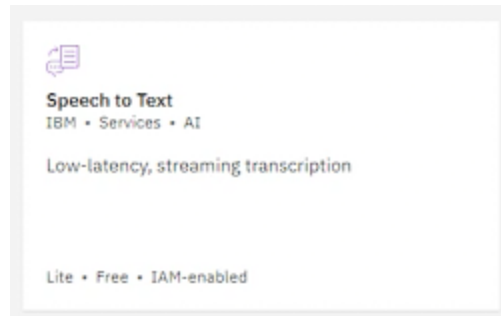 Speech to Text
IBM • Services • AI
Low-latency, streaming transcription
Lite • Free • IAM-enabled